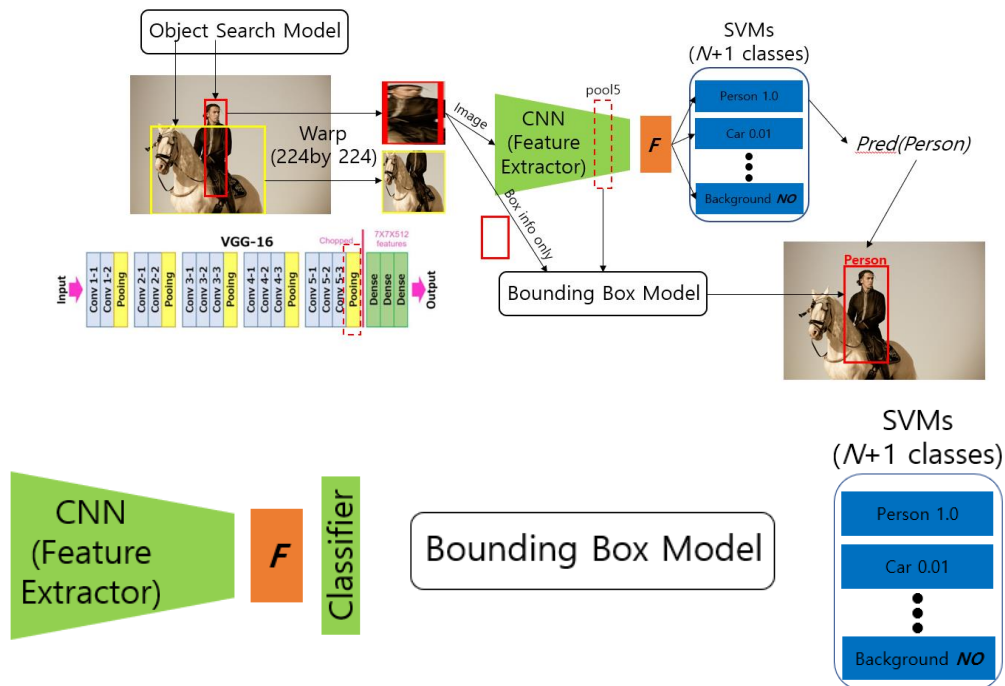 Object Search Model
Warp
(224by 224)
Image
Box info only
CNN
(Feature
Extractor)
pool5
F
SVMs
(N+1 classes)
Person 1.0
Car 0.01
Background NO
Pred(Person)
Bounding Box Model
Person
VGG-16
Chopped
7X7X512
features
Input
Conv 1-1
Conv 1-2
Pooing
Conv 2-1
Conv 2-2
Pooing
Conv 3-1
Conv 3-2
Conv 3-3
Pooing
Conv 4-1
Conv 4-2
Conv 4-3
Pooing
Conv 5-1
Conv 5-2
Conv 5-3
Pooing
Dense
Dense
Dense
Output
CNN
(Feature
Extractor)
F
Classifier
Bounding Box Model
SVMs
(N+1 classes)
Person 1.0
Car 0.01
Background NO